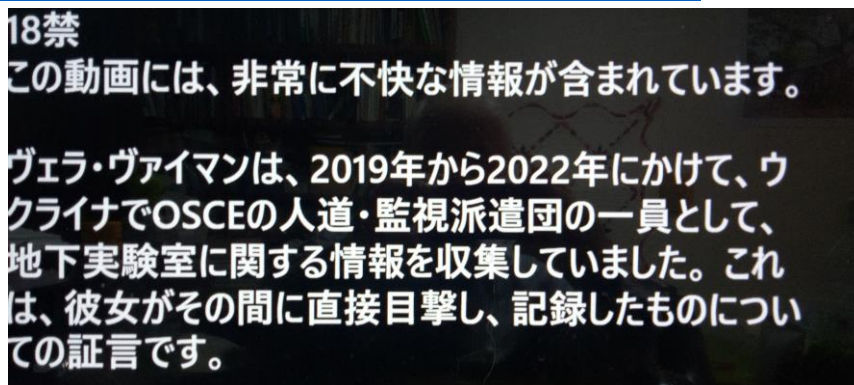 18禁
この動画には、非常に不快な情報が含まれています。
ヴェラ・ヴァイマンは、2019年から2022年にかけて、ウ
クライナでOSCEの人道・監視派遣団の一員として、
地下実験室に関する情報を収集していました。これ
は、彼女がその間に直接目撃し、記録したものについ
ての証言です。